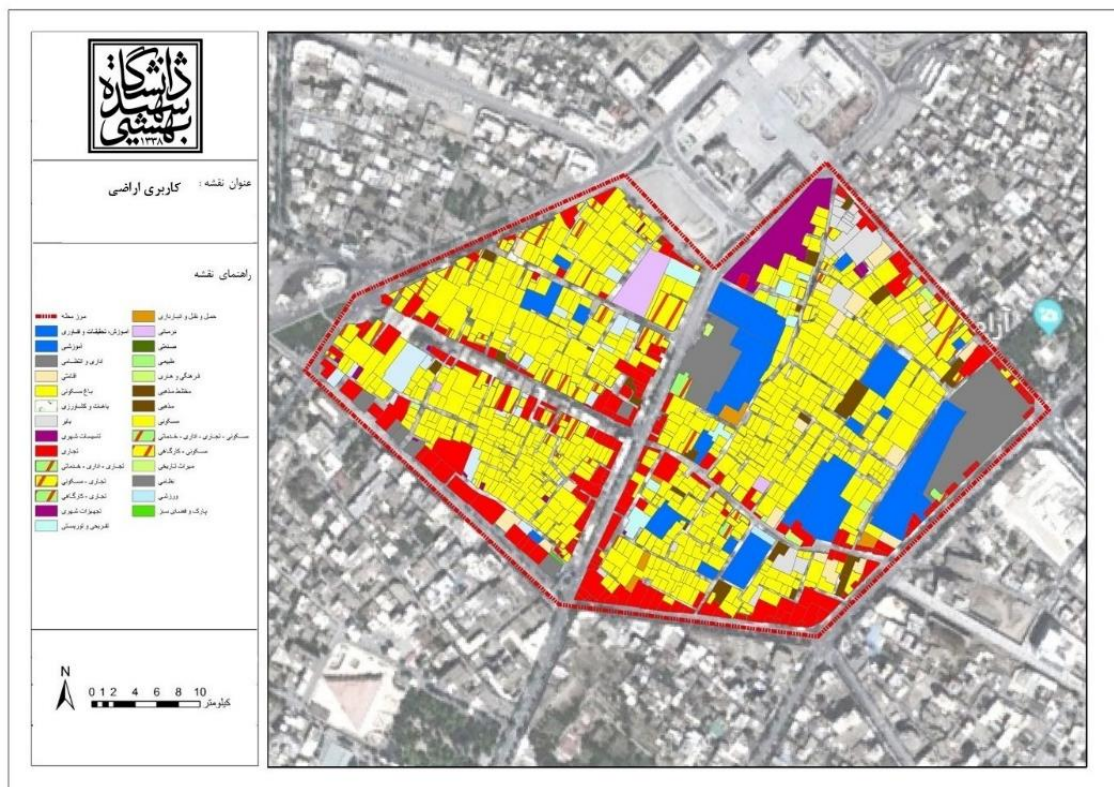 دانشگاه
شهید
بهشتی
۱۳۳۸
عنوان نقشه : کاربری اراضی
راهنمای نقشه
مرز محله
آموزش، تحقیقات و فناوری
آموزشی
اداری و انتظامی
اقامتی
باغ مسکونی
باغات و کشاورزی
بایر
تاسیسات شهری
تجاری
تجاری - اداری - خدماتی
تجاری - مسکونی
تجاری - کارگاهی
تجهیزات شهری
تفریحی و توریستی
حمل و نقل و انبارداری
درمانی
صنعتی
طبیعی
فرهنگی و هنری
مختلط مذهبی
مذهبی
مسکونی
مسکونی - تجاری - اداری - خدماتی
مسکونی - کارگاهی
میراث تاریخی
نظامی
ورزشی
پارک و فضای سبز
N
0 1 2 4 6 8 10
کیلومتر